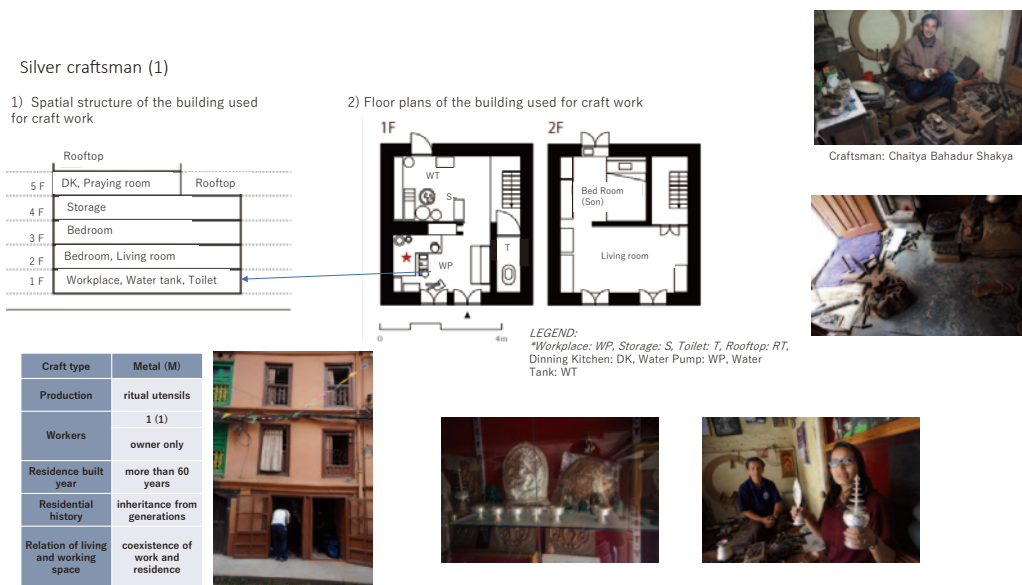 Silver craftsman (1)
1) Spatial structure of the building used
for craft work
Rooftop
5 F
DK, Praying room
Rooftop
4 F
Storage
3 F
Bedroom
2 F
Bedroom, Living room
1 F
Workplace, Water tank, Toilet
2) Floor plans of the building used for craft work
1F
2F
WT
S
T
WP
Bed Room
(Son)
Living room
0
4m
LEGEND:
*Workplace: WP, Storage: S, Toilet: T, Rooftop: RT,
Dinning Kitchen: DK, Water Pump: WP, Water
Tank: WT
Craftsman: Chaitya Bahadur Shakya
Craft type
Metal (M)
Production
ritual utensils
Workers
1 (1)
owner only
Residence built
year
more than 60
years
Residential
history
inheritance from
generations
Relation of living
and working
space
coexistence of
work and
residence